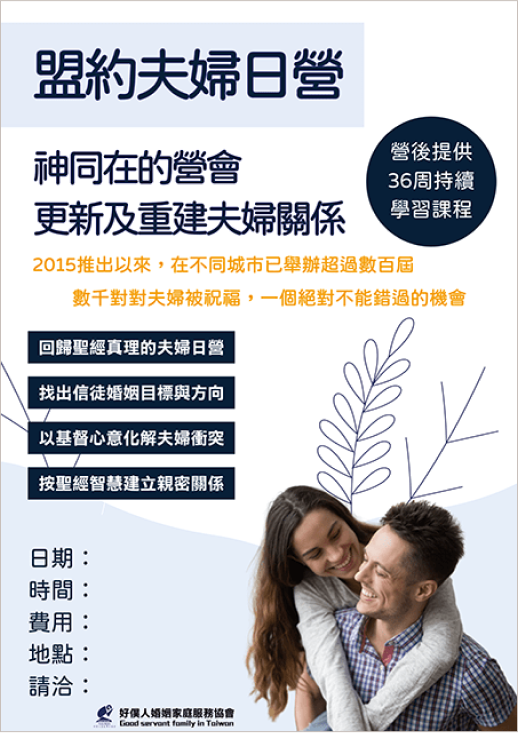 盟約夫婦日營
神同在的營會
更新及重建夫婦關係
營後提供
36周持續
學習課程
2015推出以來，在不同城市已舉辦超過數百屆
數千對對夫婦被祝福，一個絕對不能錯過的機會
回歸聖經真理的夫婦日營
找出信徒婚姻目標與方向
以基督心意化解夫婦衝突
按聖經智慧建立親密關係
日期：
時間：
費用：
地點：
請洽：
好僕人婚姻家庭服務協會
Good servant family in Taiwan